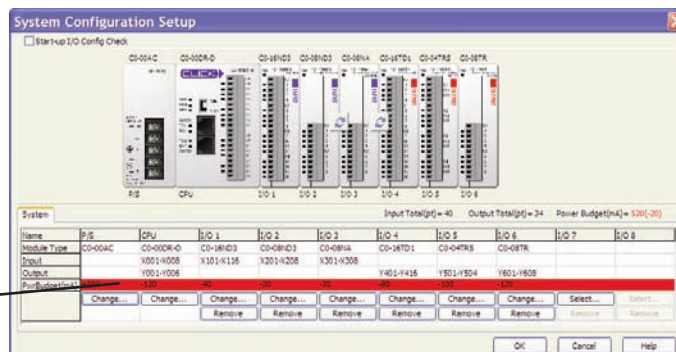 System Configuration Setup
Start-up I/O Config Check
C0-00AC C0-00DR-D C0-16ND3 C0-08ND3 C0-08NA C0-16TD1 C0-04TRS C0-08TR
CLICK
P/S CPU I/O 1 I/O 2 I/O 3 I/O 4 I/O 5 I/O 6
System Input Total(pt)= 40 Output Total(pt)= 34 Power Budget(mA)= 520(-20)
Name P/S CPU I/O 1 I/O 2 I/O 3 I/O 4 I/O 5 I/O 6 I/O 7 I/O 8
Module Type C0-00AC C0-00DR-D C0-16ND3 C0-08ND3 C0-08NA C0-16TD1 C0-04TRS C0-08TR
Input X001-X008 X101-X116 X201-X208 X301-X308
Output Y001-Y006 Y401-Y416 Y501-Y504 Y601-Y608
PwrBudget(mA) -120 -40 -30 -30 -80 -100 -120
Change... Change... Change... Change... Change... Change... Change... Change... Select... Select...
Remove Remove Remove Remove Remove Remove Remove Remove
OK Cancel Help